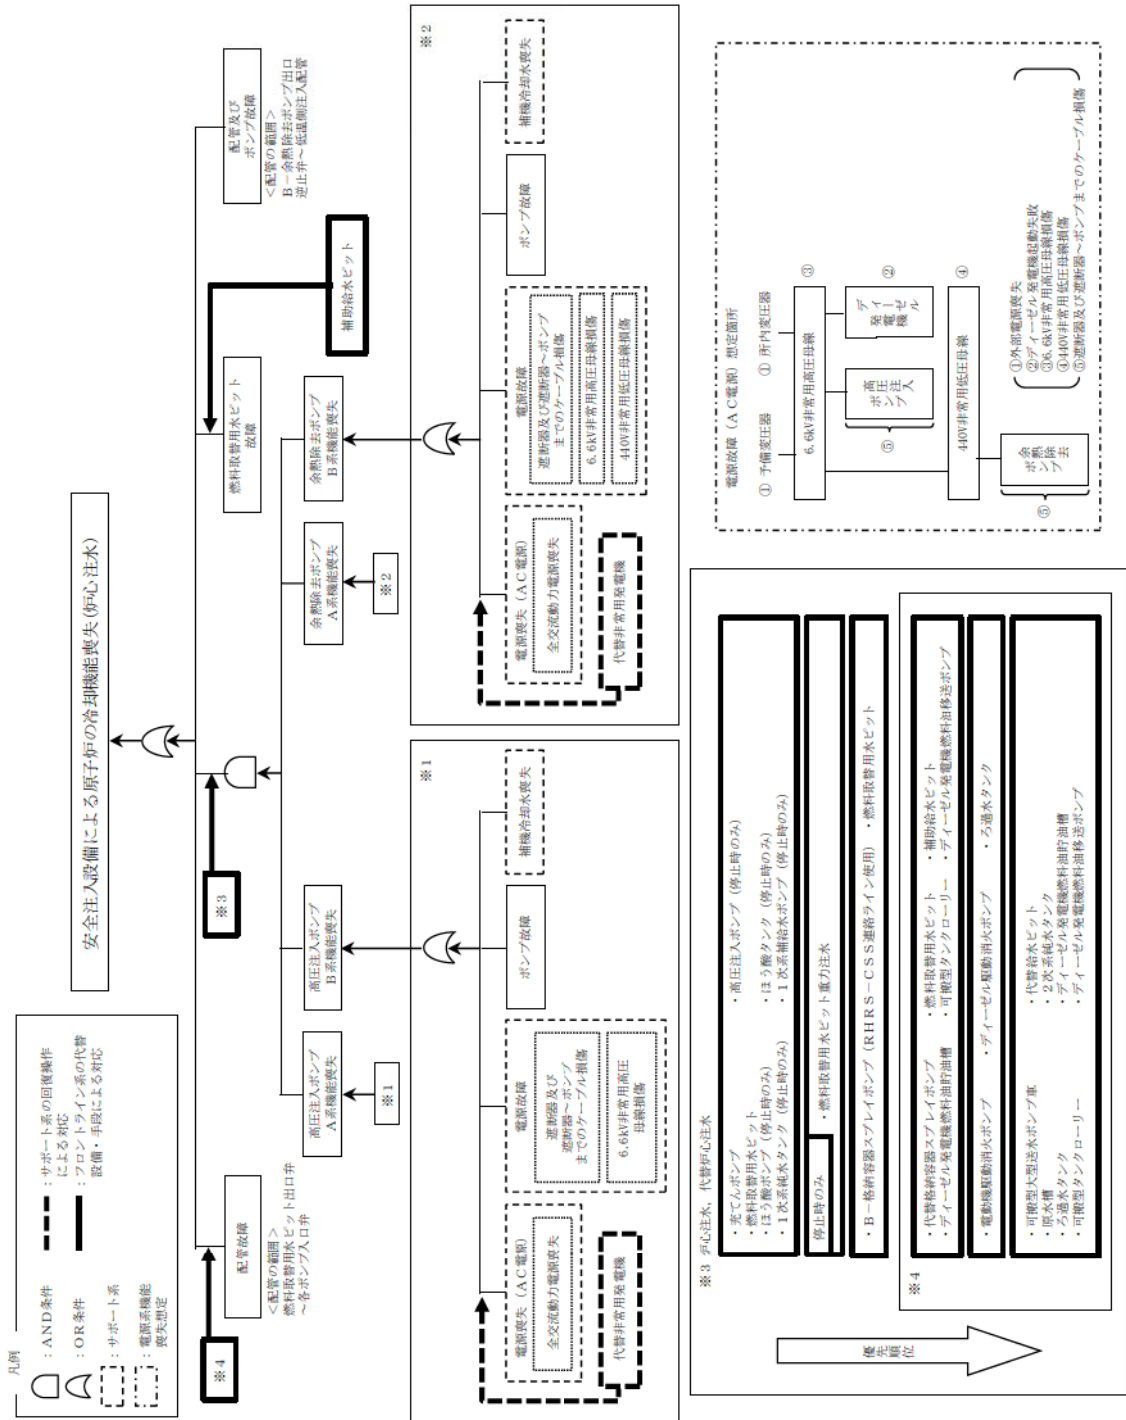 凡例
：AND条件
：OR条件
：サポート系
：電源系機能
喪失想定
：サポート系の回復操作
による対応
：フロントライン系の代替
設備・手段による対応
安全注入設備による原子炉の冷却機能喪失(炉心注水)
※4
配管故障
＜配管の範囲＞
燃料取替用水ピット出口弁
～各ポンプ入口弁
※3
燃料取替用水ピット
故障
補助給水ピット
配管及び
ポンプ故障
＜配管の範囲＞
B－余熱除去ポンプ出口
逆止弁～低温側注入配管
高圧注入ポンプ
A系機能喪失
※1
高圧注入ポンプ
B系機能喪失
余熱除去ポンプ
A系機能喪失
※2
余熱除去ポンプ
B系機能喪失
※1
電源喪失（AC電源）
全交流動力電源喪失
代替非常用発電機
電源故障
遮断器及び
遮断器～ポンプ
までのケーブル損傷
6.6kV非常用高圧
母線損傷
ポンプ故障
補機冷却水喪失
※2
電源喪失（AC電源）
全交流動力電源喪失
代替非常用発電機
電源故障
遮断器及び遮断器～ポンプ
までのケーブル損傷
6.6kV非常用高圧母線損傷
440V非常用低圧母線損傷
ポンプ故障
補機冷却水喪失
※3 炉心注水，代替炉心注水
優先順位
・充てんポンプ ・高圧注入ポンプ（停止時のみ）
・燃料取替用水ピット
・ほう酸ポンプ（停止時のみ） ・ほう酸タンク（停止時のみ）
・1次系純水タンク（停止時のみ） ・1次系補給水ポンプ（停止時のみ）
停止時のみ
・燃料取替用水ピット重力注水
・B－格納容器スプレイポンプ（RHRS－CSS連絡ライン使用） ・燃料取替用水ピット
※4
・代替格納容器スプレイポンプ ・燃料取替用水ピット ・補助給水ピット
・ディーゼル発電機燃料油貯油槽 ・可搬型タンクローリー ・ディーゼル発電機燃料油移送ポンプ
・電動機駆動消火ポンプ ・ディーゼル駆動消火ポンプ ・ろ過水タンク
・可搬型大型送水ポンプ車 ・代替給水ピット
・原水槽 ・2次系純水タンク
・ろ過水タンク ・ディーゼル発電機燃料油貯油槽
・可搬型タンクローリー ・ディーゼル発電機燃料油移送ポンプ
電源故障（AC電源）想定箇所
① 予備変圧器 ① 所内変圧器
6.6kV非常用高圧母線 ③
高圧注入ポンプ
⑤
ディーゼル発電機
②
440V非常用低圧母線 ④
余熱除去ポンプ
⑤
①外部電源喪失
②ディーゼル発電機起動失敗
③6.6kV非常用高圧母線損傷
④440V非常用低圧母線損傷
⑤遮断器及び遮断器～ポンプまでのケーブル損傷